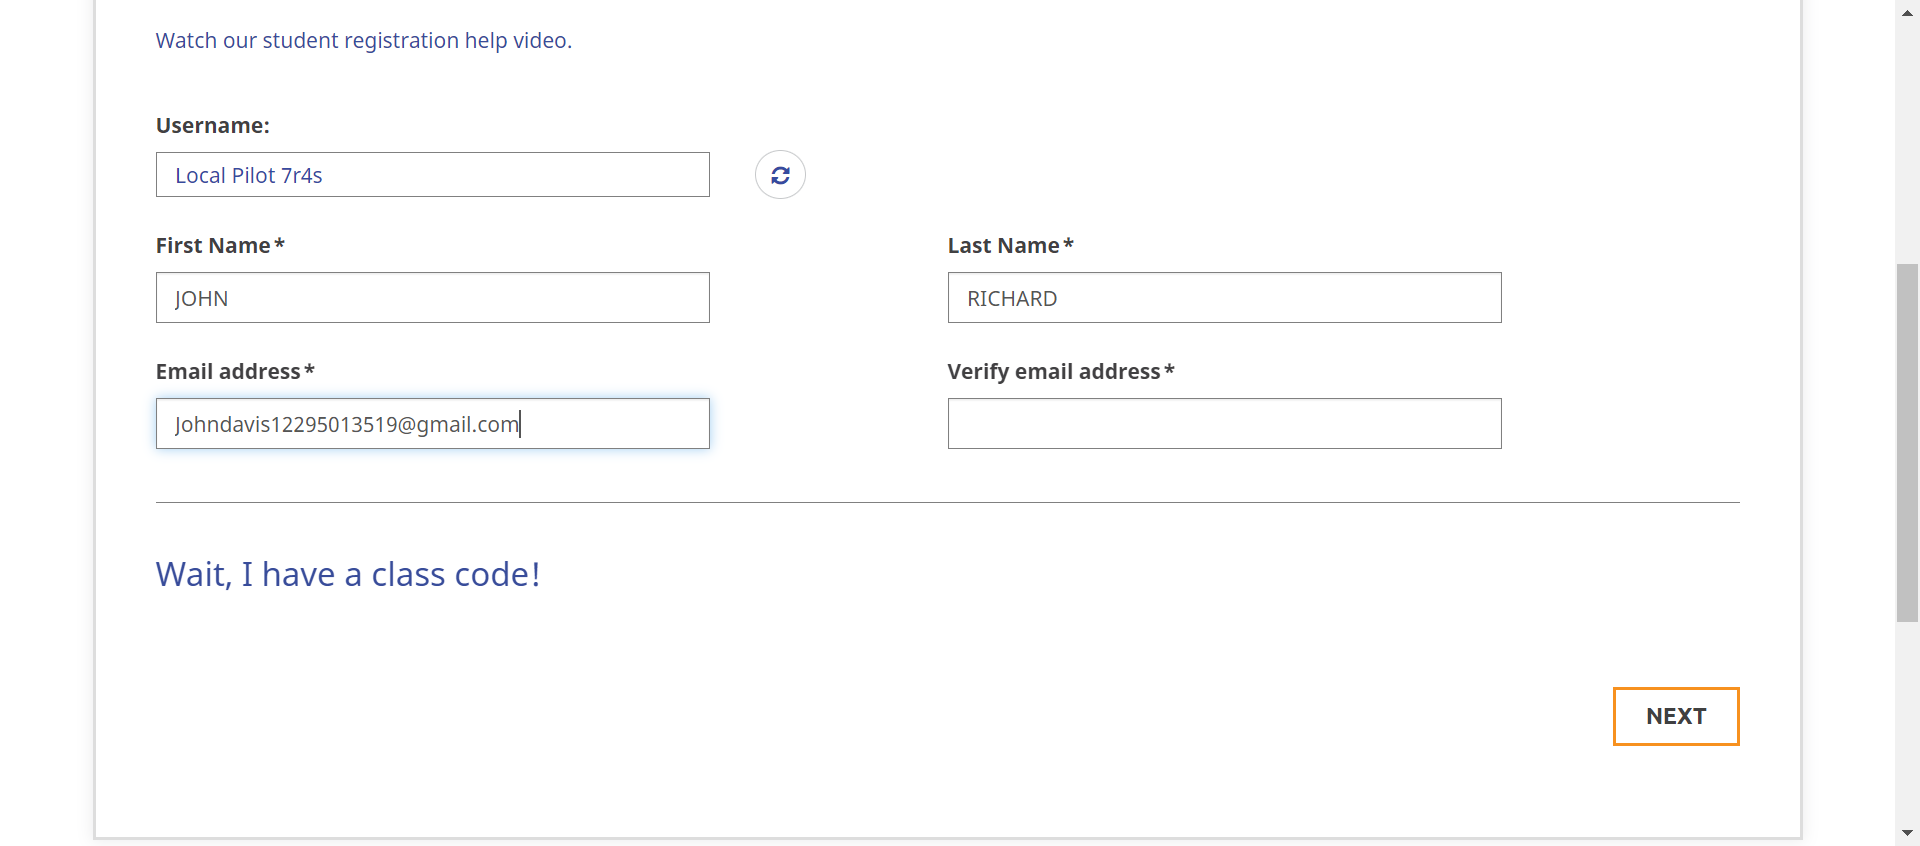 Watch our student registration help video.
Username:
Local Pilot 7r4s
First Name*
Last Name*
JOHN
RICHARD
Email address*
Verify email address*
Johndavis12295013519@gmail.com
Wait, I have a class code!
NEXT